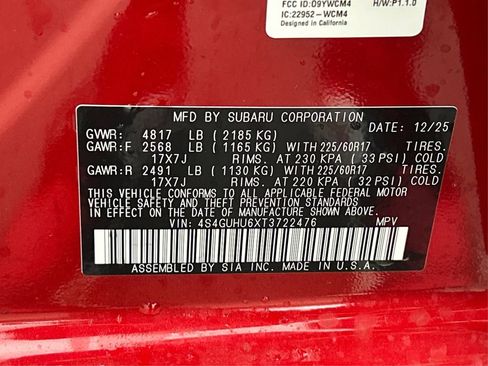 FCC ID:O9YWCM4 H/W:P1.1.0
IC:22952-WCM4
Designed in California
MFD BY SUBARU CORPORATION
GVWR: 4817 LB ( 2185 KG) DATE: 12/25
GAWR:F 2568 LB ( 1165 KG) WITH 225/60R17 TIRES.
17X7J RIMS. AT 230 KPA ( 33 PSI) COLD
GAWR:R 2491 LB ( 1130 KG) WITH 225/60R17 TIRES.
17X7J RIMS. AT 220 KPA ( 32 PSI) COLD
THIS VEHICLE CONFORMS TO ALL APPLICABLE FEDERAL MOTOR
VEHICLE SAFETY AND BUMPER STANDARDS IN EFFECT ON THE
DATE OF MANUFACTURE SHOWN ABOVE.
VIN: 4S4GUHU6XT3722476 MPV
ASSEMBLED BY SIA INC. MADE IN U.S.A.